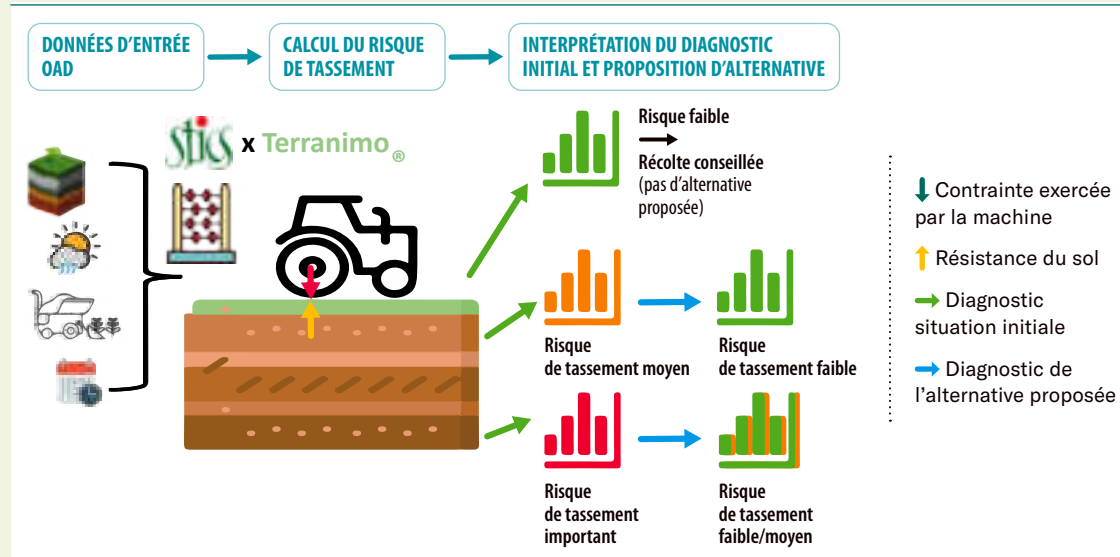 DONNÉES D'ENTRÉE
OAD
CALCUL DU RISQUE
DE TASSEMENT
INTERPRÉTATION DU DIAGNOSTIC
INITIAL ET PROPOSITION D'ALTERNATIVE
stics x Terranimo ®
Risque faible
Récolte conseillée
(pas d'alternative
proposée)
Risque
de tassement moyen
Risque
de tassement faible
Risque
de tassement
important
Risque
de tassement
faible/moyen
Contrainte exercée
par la machine
Résistance du sol
Diagnostic
situation initiale
Diagnostic de
l'alternative proposée